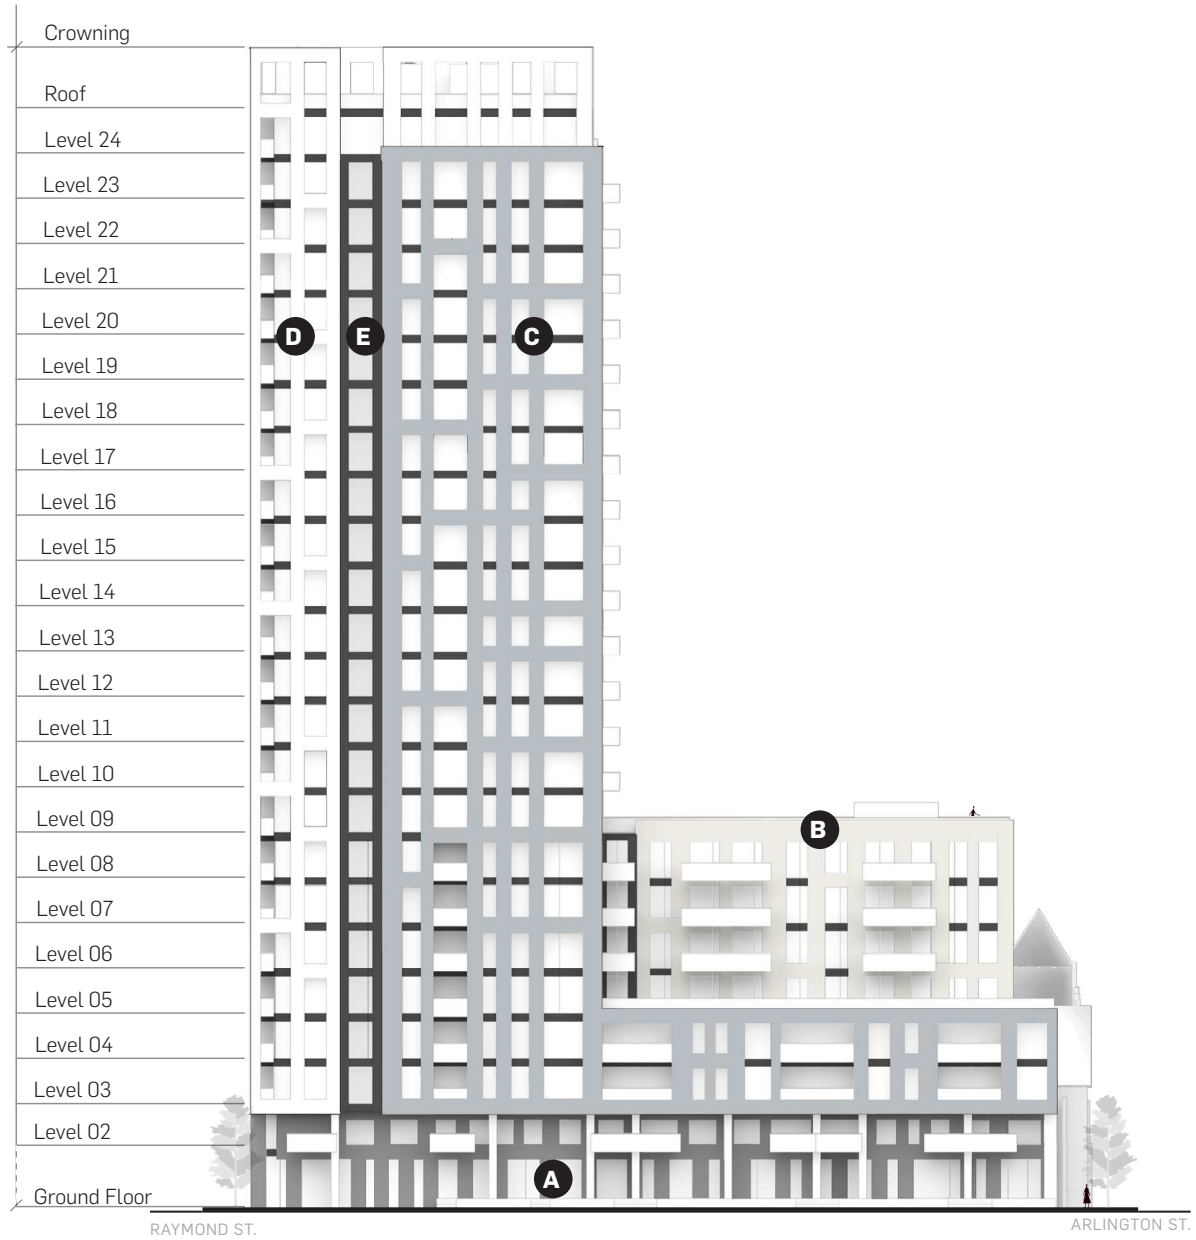 Crowning
Roof
Level 24
Level 23
Level 22
Level 21
Level 20
Level 19
Level 18
Level 17
Level 16
Level 15
Level 14
Level 13
Level 12
Level 11
Level 10
Level 09
Level 08
Level 07
Level 06
Level 05
Level 04
Level 03
Level 02
Ground Floor
D
E
C
B
A
RAYMOND ST.
ARLINGTON ST.